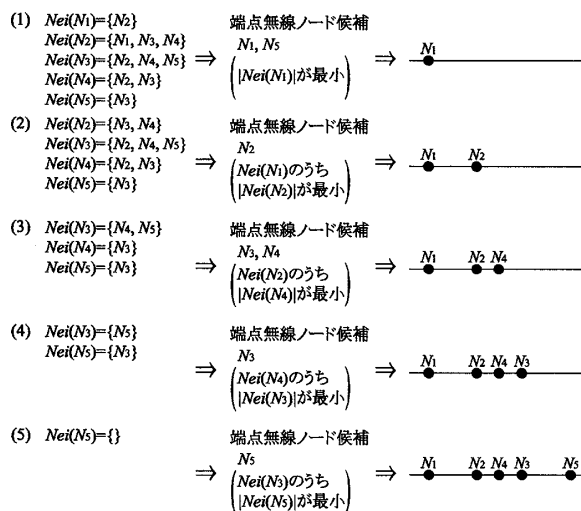 (1) Nei(N1)={N2}
Nei(N2)={N1, N3, N4}
Nei(N3)={N2, N4, N5}
Nei(N4)={N2, N3}
Nei(N5)={N3}
⇒
端点無線ノード候補
N1, N5
(|Nei(N1)|が最小)
⇒
N1
(2) Nei(N2)={N3, N4}
Nei(N3)={N2, N4, N5}
Nei(N4)={N2, N3}
Nei(N5)={N3}
⇒
端点無線ノード候補
N2
(Nei(N1)のうち
|Nei(N2)|が最小)
⇒
N1 N2
(3) Nei(N3)={N4, N5}
Nei(N4)={N3}
Nei(N5)={N3}
⇒
端点無線ノード候補
N3, N4
(Nei(N2)のうち
|Nei(N4)|が最小)
⇒
N1 N2 N4
(4) Nei(N3)={N5}
Nei(N5)={N3}
⇒
端点無線ノード候補
N3
(Nei(N4)のうち
|Nei(N3)|が最小)
⇒
N1 N2 N4 N3
(5) Nei(N5)={}
⇒
端点無線ノード候補
N5
(Nei(N3)のうち
|Nei(N5)|が最小)
⇒
N1 N2 N4 N3 N5